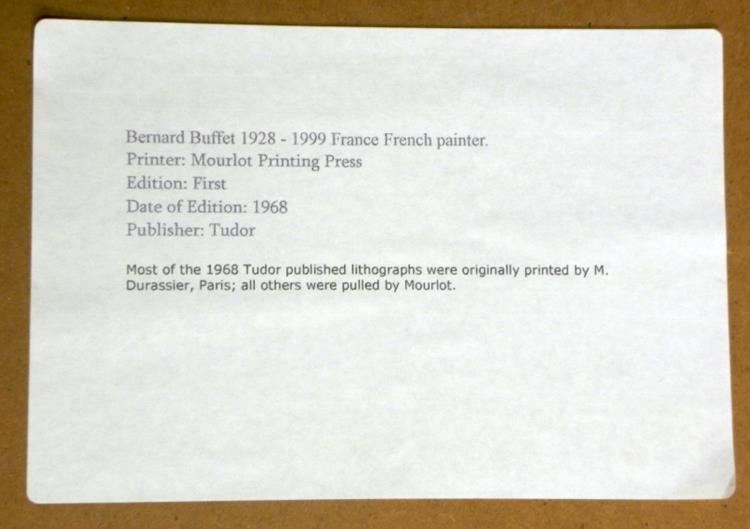 Bernard Buffet 1928 - 1999 France French painter.
Printer: Mourlot Printing Press
Edition: First
Date of Edition: 1968
Publisher: Tudor
Most of the 1968 Tudor published lithographs were originally printed by M.
Durassier, Paris; all others were pulled by Mourlot.